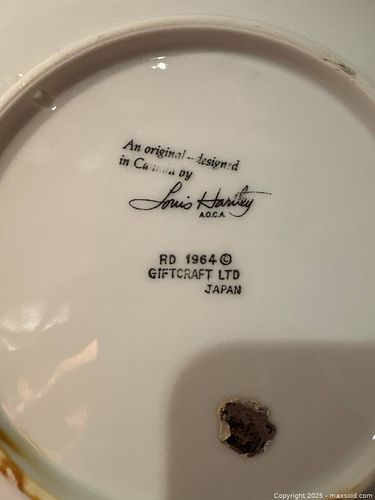 An original - designed
in Canada by
Louis Hartley
A.O.C.A.
RD 1964 ©
GIFTCRAFT LTD
JAPAN
Copyright 2025 - maxsold.com